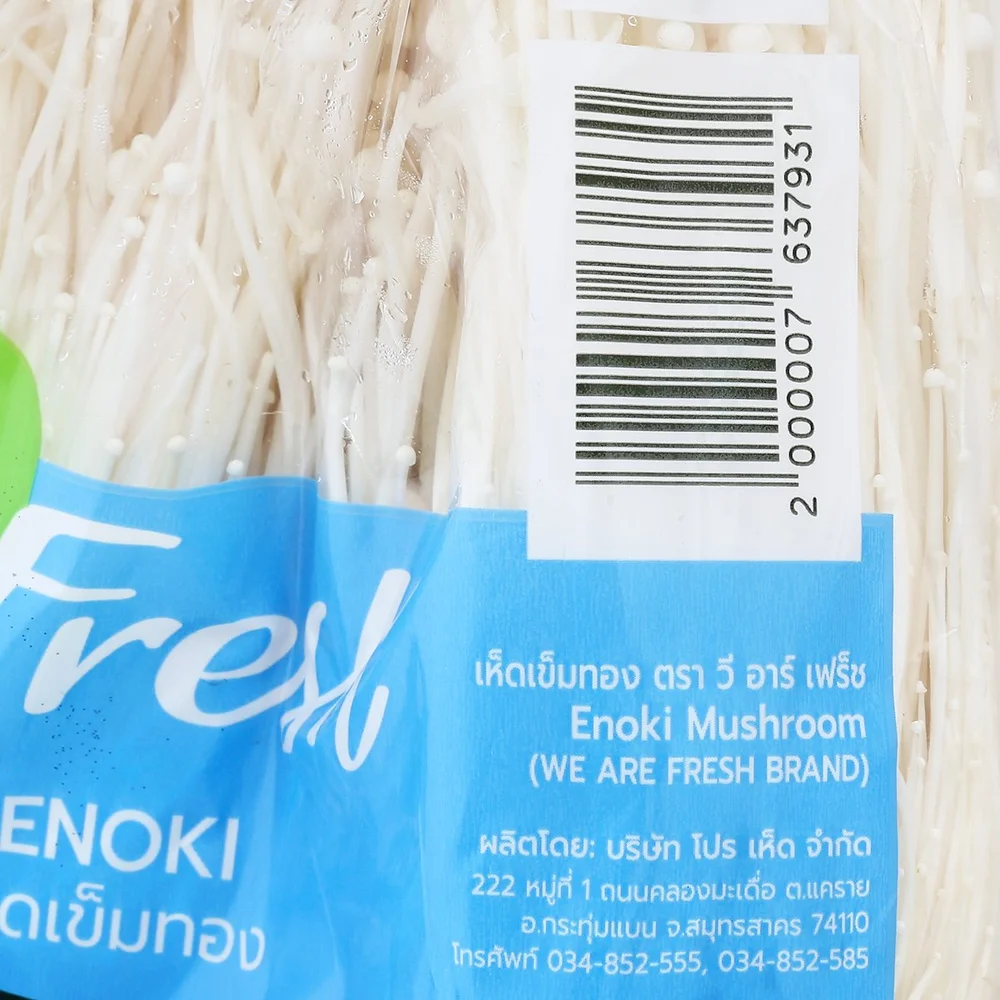 2 000007 637931
Fresh
ENOKI
ดเข็มทอง
เห็ดเข็มทอง ตรา วี อาร์ เฟร็ช
Enoki Mushroom
(WE ARE FRESH BRAND)
ผลิตโดย: บริษัท โปร เห็ด จำกัด
222 หมู่ที่ 1 ถนนคลองมะเดื่อ ต.แคราย
อ.กระทุ่มแบน จ.สมุทรสาคร 74110
โทรศัพท์ 034-852-555, 034-852-585